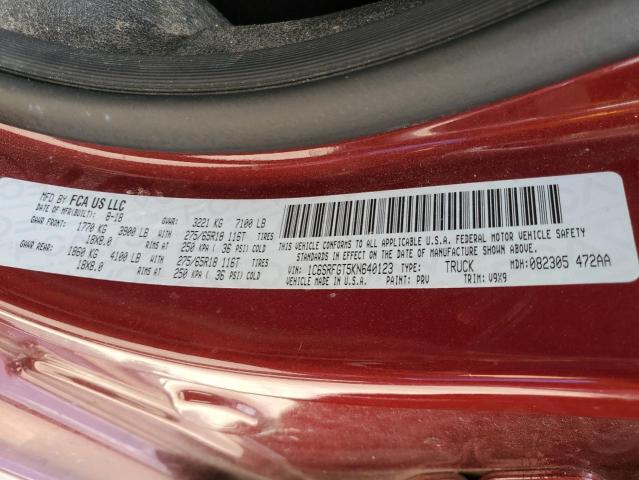 MFD BY FCA US LLC
DATE OF MFR(BUILT): 8-18 GVWR: 3221 KG 7100 LB
GAWR FRONT: 1770 KG 3900 LB WITH 275/65R18 116T TIRES
18X8.0 RIMS AT 250 KPA ( 36 PSI) COLD
GAWR REAR: 1860 KG 4100 LB WITH 275/65R18 116T TIRES
18X8.0 RIMS AT 250 KPA ( 36 PSI) COLD
THIS VEHICLE CONFORMS TO ALL APPLICABLE U.S.A. FEDERAL MOTOR VEHICLE SAFETY
STANDARDS IN EFFECT ON THE DATE OF MANUFACTURE SHOWN ABOVE.
VIN: 1C6SRFGT5KN640123 TYPE: TRUCK MDH: 082305 472AA
VEHICLE MADE IN U.S.A. PAINT: PRV TRIM: V9X9